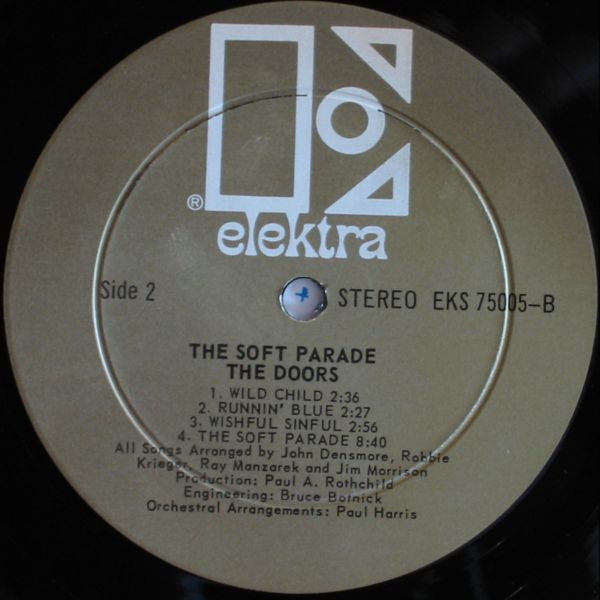 ®
elektra
Side 2
STEREO EKS 75005-B
THE SOFT PARADE
THE DOORS
1. WILD CHILD 2:36
2. RUNNIN' BLUE 2:27
3. WISHFUL SINFUL 2:56
4. THE SOFT PARADE 8:40
All Songs Arranged by John Densmore, Robbie
Krieger, Ray Manzarek and Jim Morrison
Production: Paul A. Rothchild
Engineering: Bruce Botnick
Orchestral Arrangements: Paul Harris